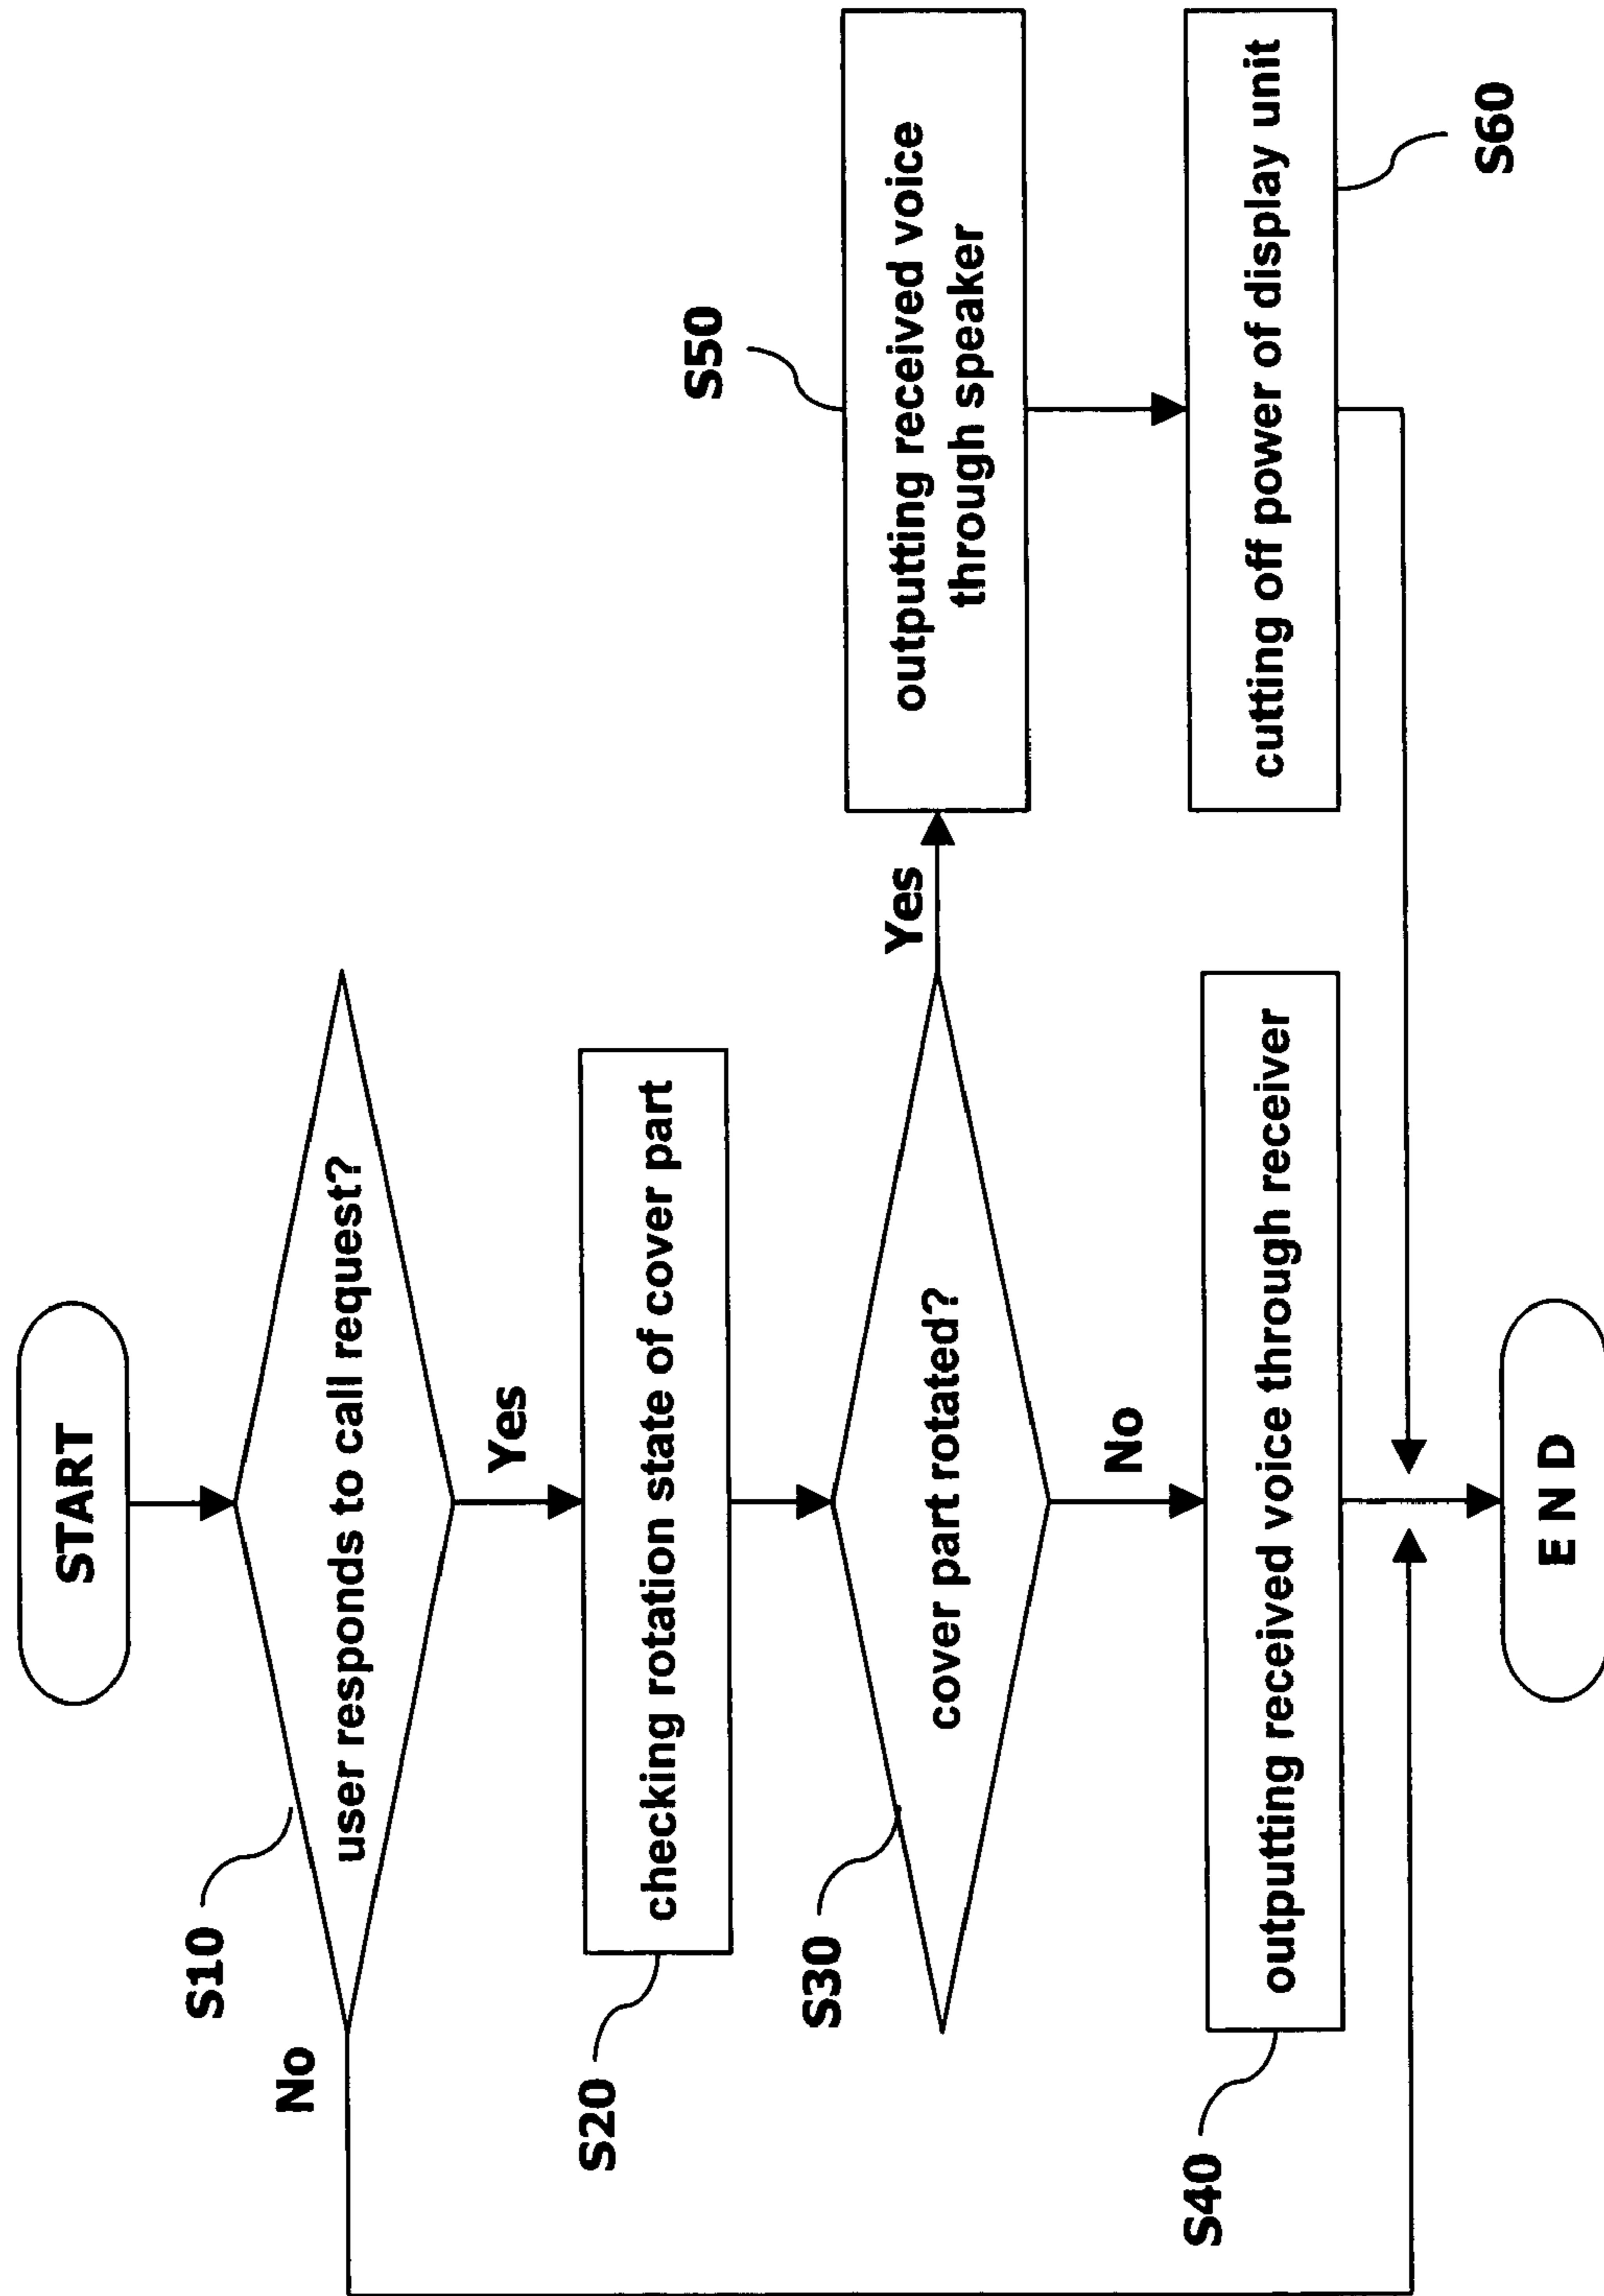 START
S10
user responds to call request?
No
Yes
S20
checking rotation state of cover part
S30
cover part rotated?
Yes
S50
outputting received voice
through speaker
No
S40
outputting received voice through receiver
cutting off power of display unit
S60
E N D